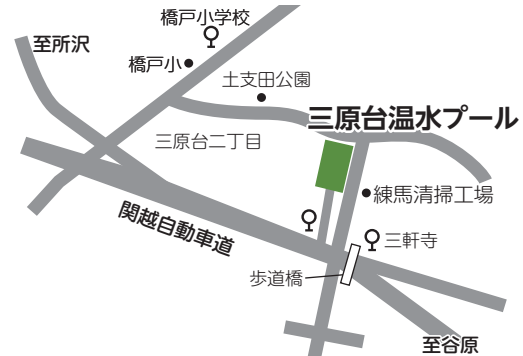 橋戸小学校
至所沢
橋戸小
土支田公園
三原台温水プール
三原台二丁目
練馬清掃工場
関越自動車道
三軒寺
歩道橋
至谷原